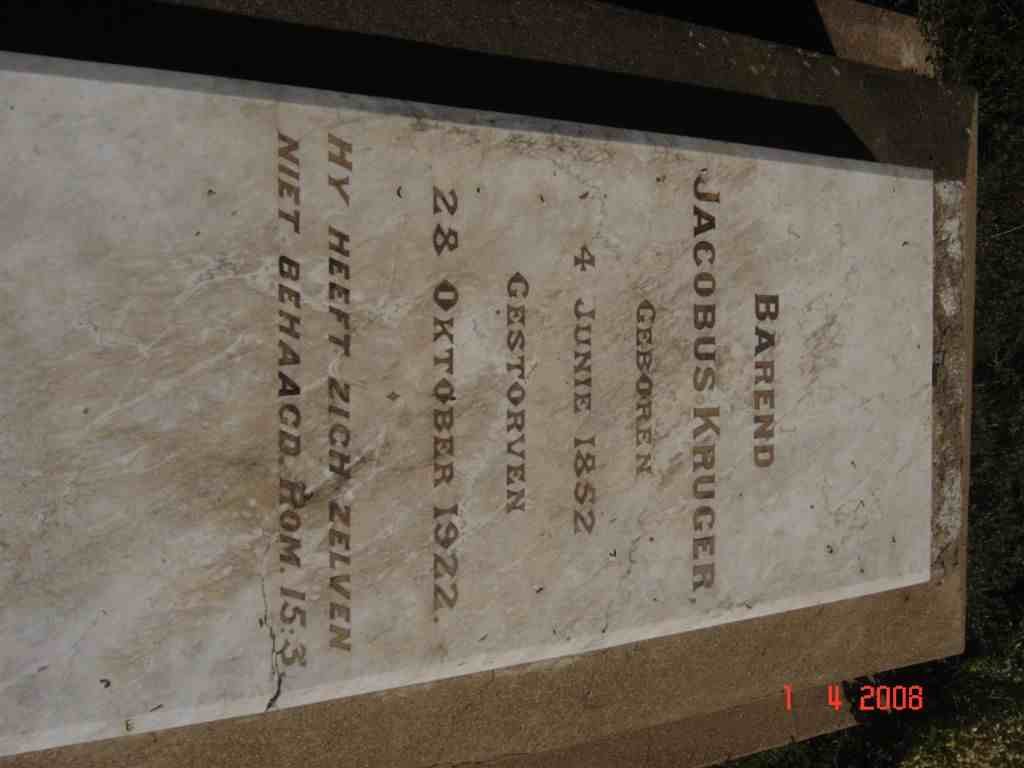 BAREND
JACOBUS KRUGER,
GEBOREN
4 JUNIE 1852
GESTORVEN
28 OKTOBER 1922.
HY HEEFT ZICH ZELVEN
NIET BEHAAGD. ROM. 15:3
1 4 2008